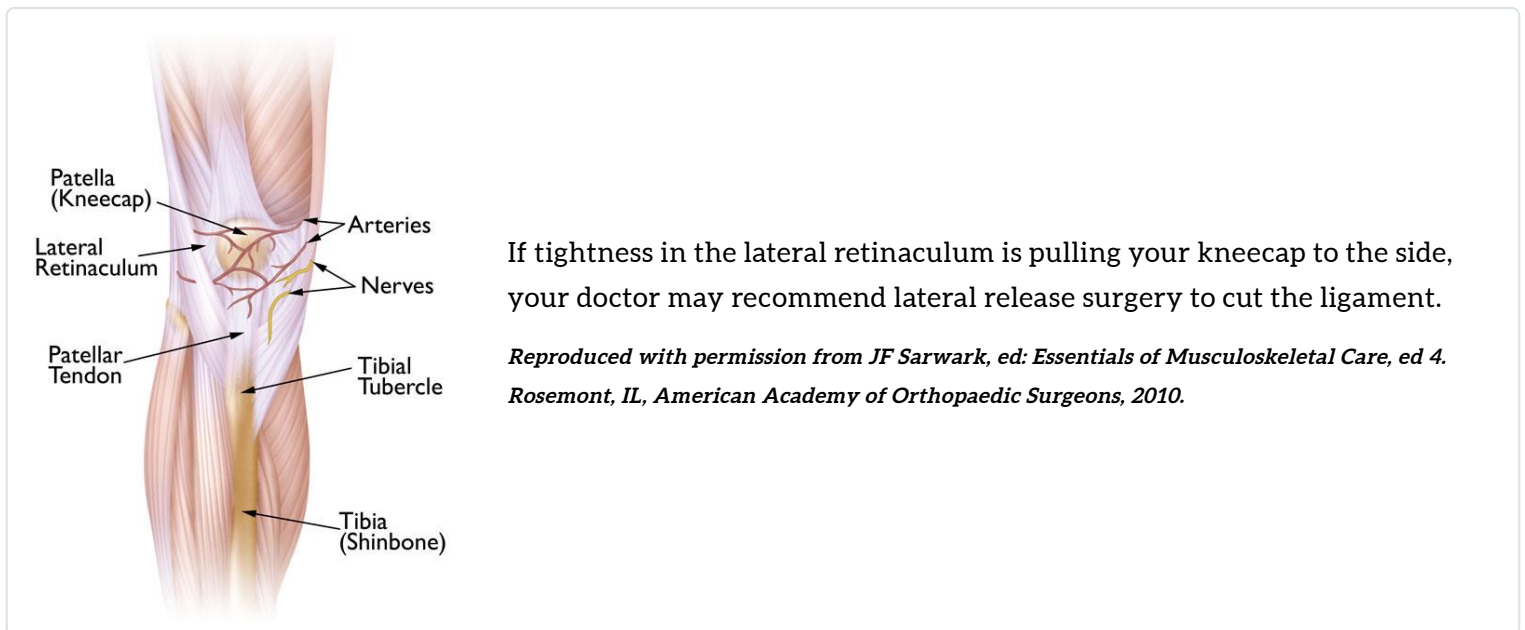 Patella
(Kneecap)
Lateral
Retinaculum
Patellar
Tendon
Arteries
Nerves
Tibial
Tubercle
Tibia
(Shinbone)
If tightness in the lateral retinaculum is pulling your kneecap to the side,
your doctor may recommend lateral release surgery to cut the ligament.
Reproduced with permission from JF Sarwark, ed: Essentials of Musculoskeletal Care, ed 4.
Rosemont, IL, American Academy of Orthopaedic Surgeons, 2010.